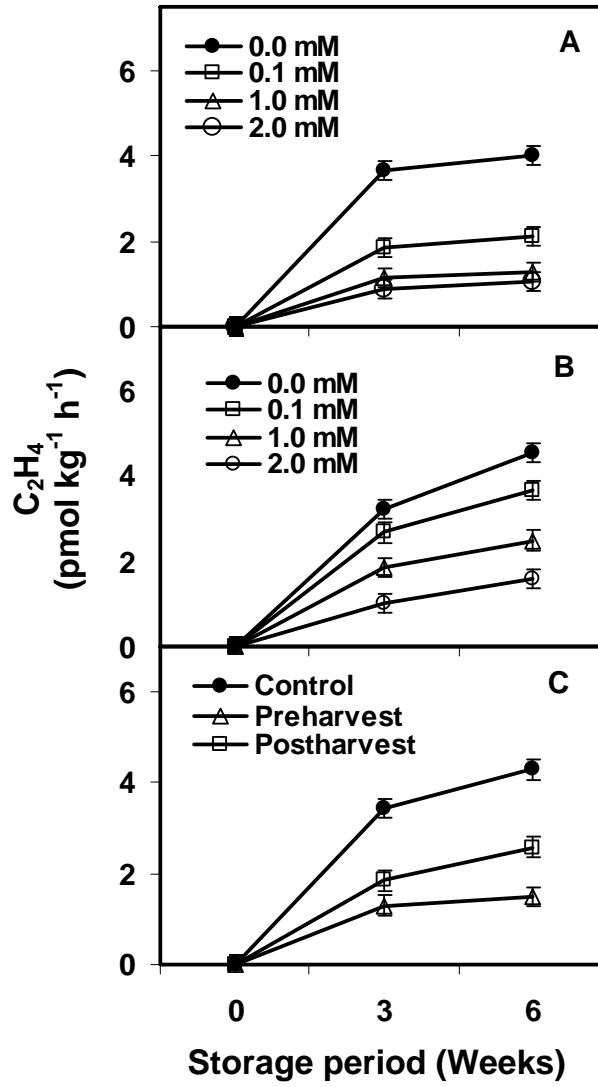 A
0.0 mM
0.1 mM
1.0 mM
2.0 mM
6
4
2
0
B
0.0 mM
0.1 mM
1.0 mM
2.0 mM
6
4
2
0
C₂H₄
(pmol kg⁻¹ h⁻¹)
C
Control
Preharvest
Postharvest
6
4
2
0
0 3 6
Storage period (Weeks)